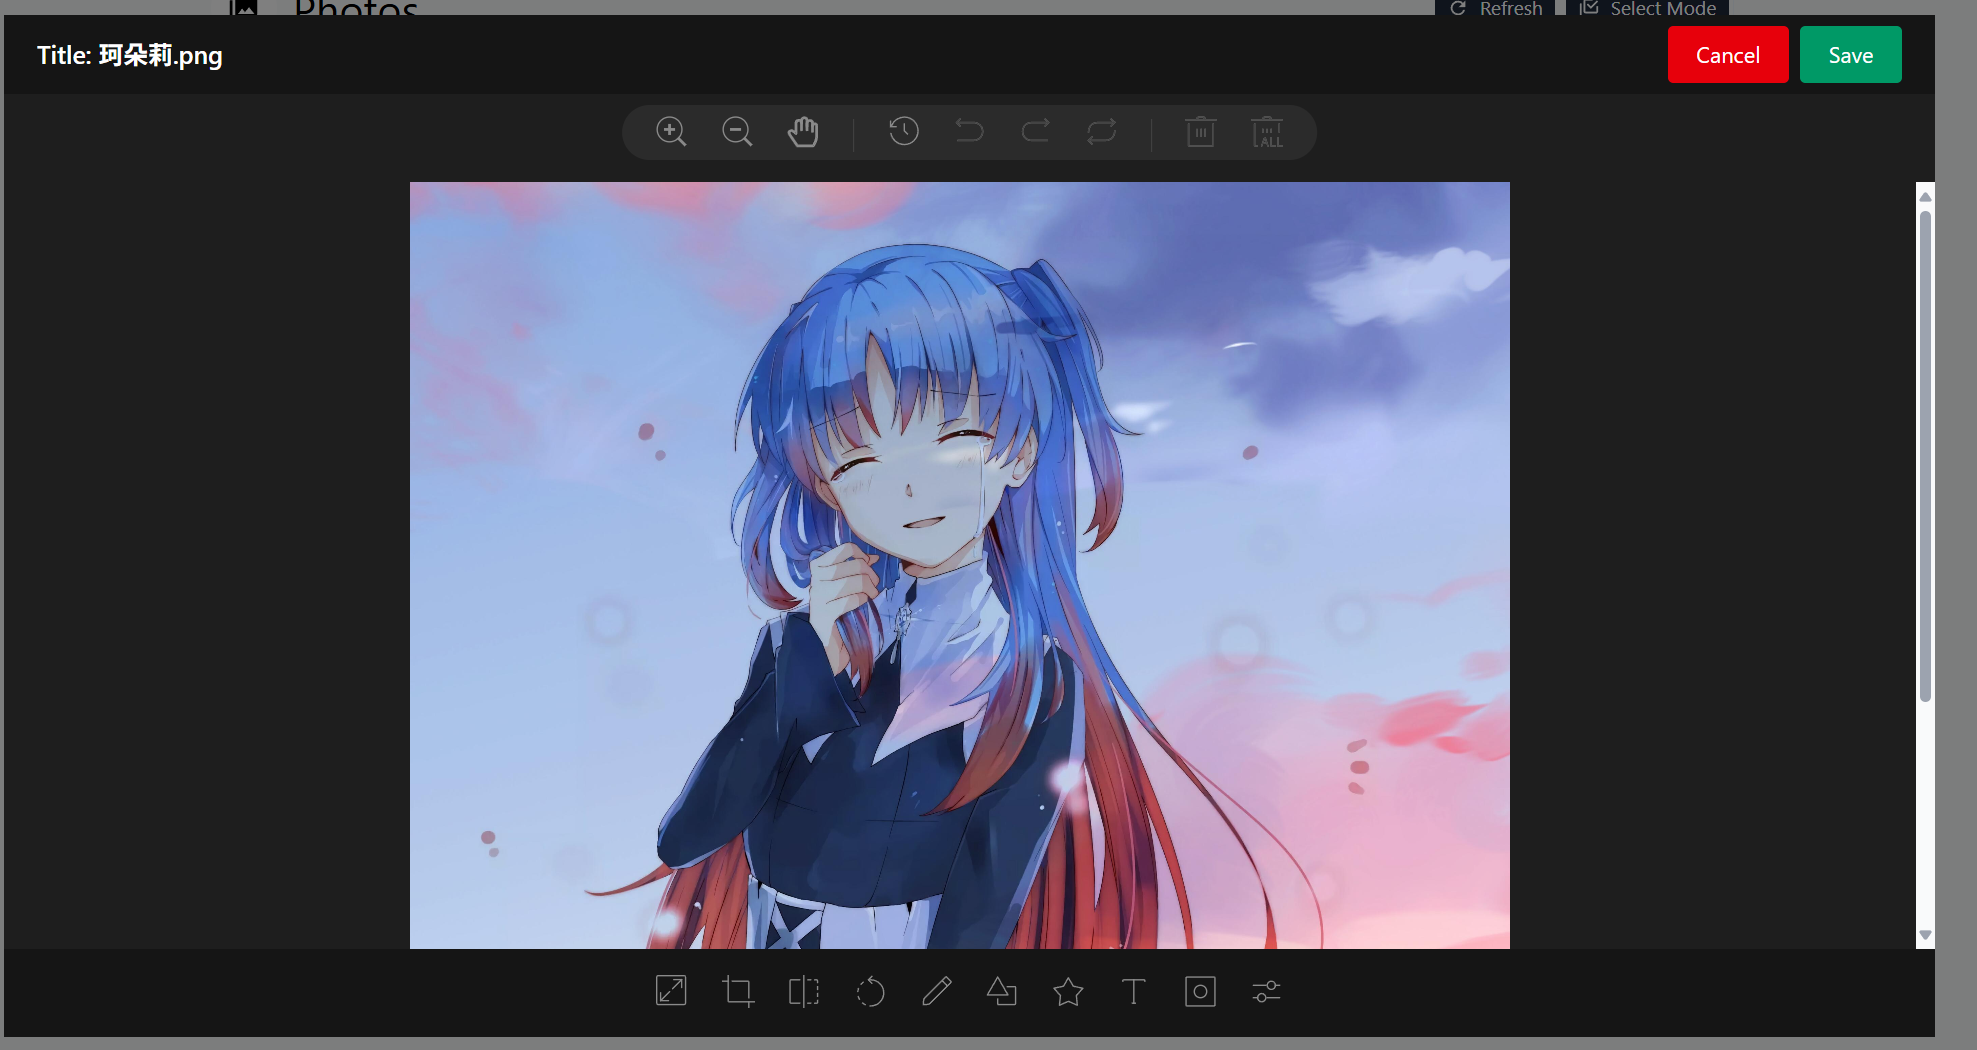 Photos
Refresh
Select Mode
Title: 珂朵莉.png
Cancel
Save
ALL